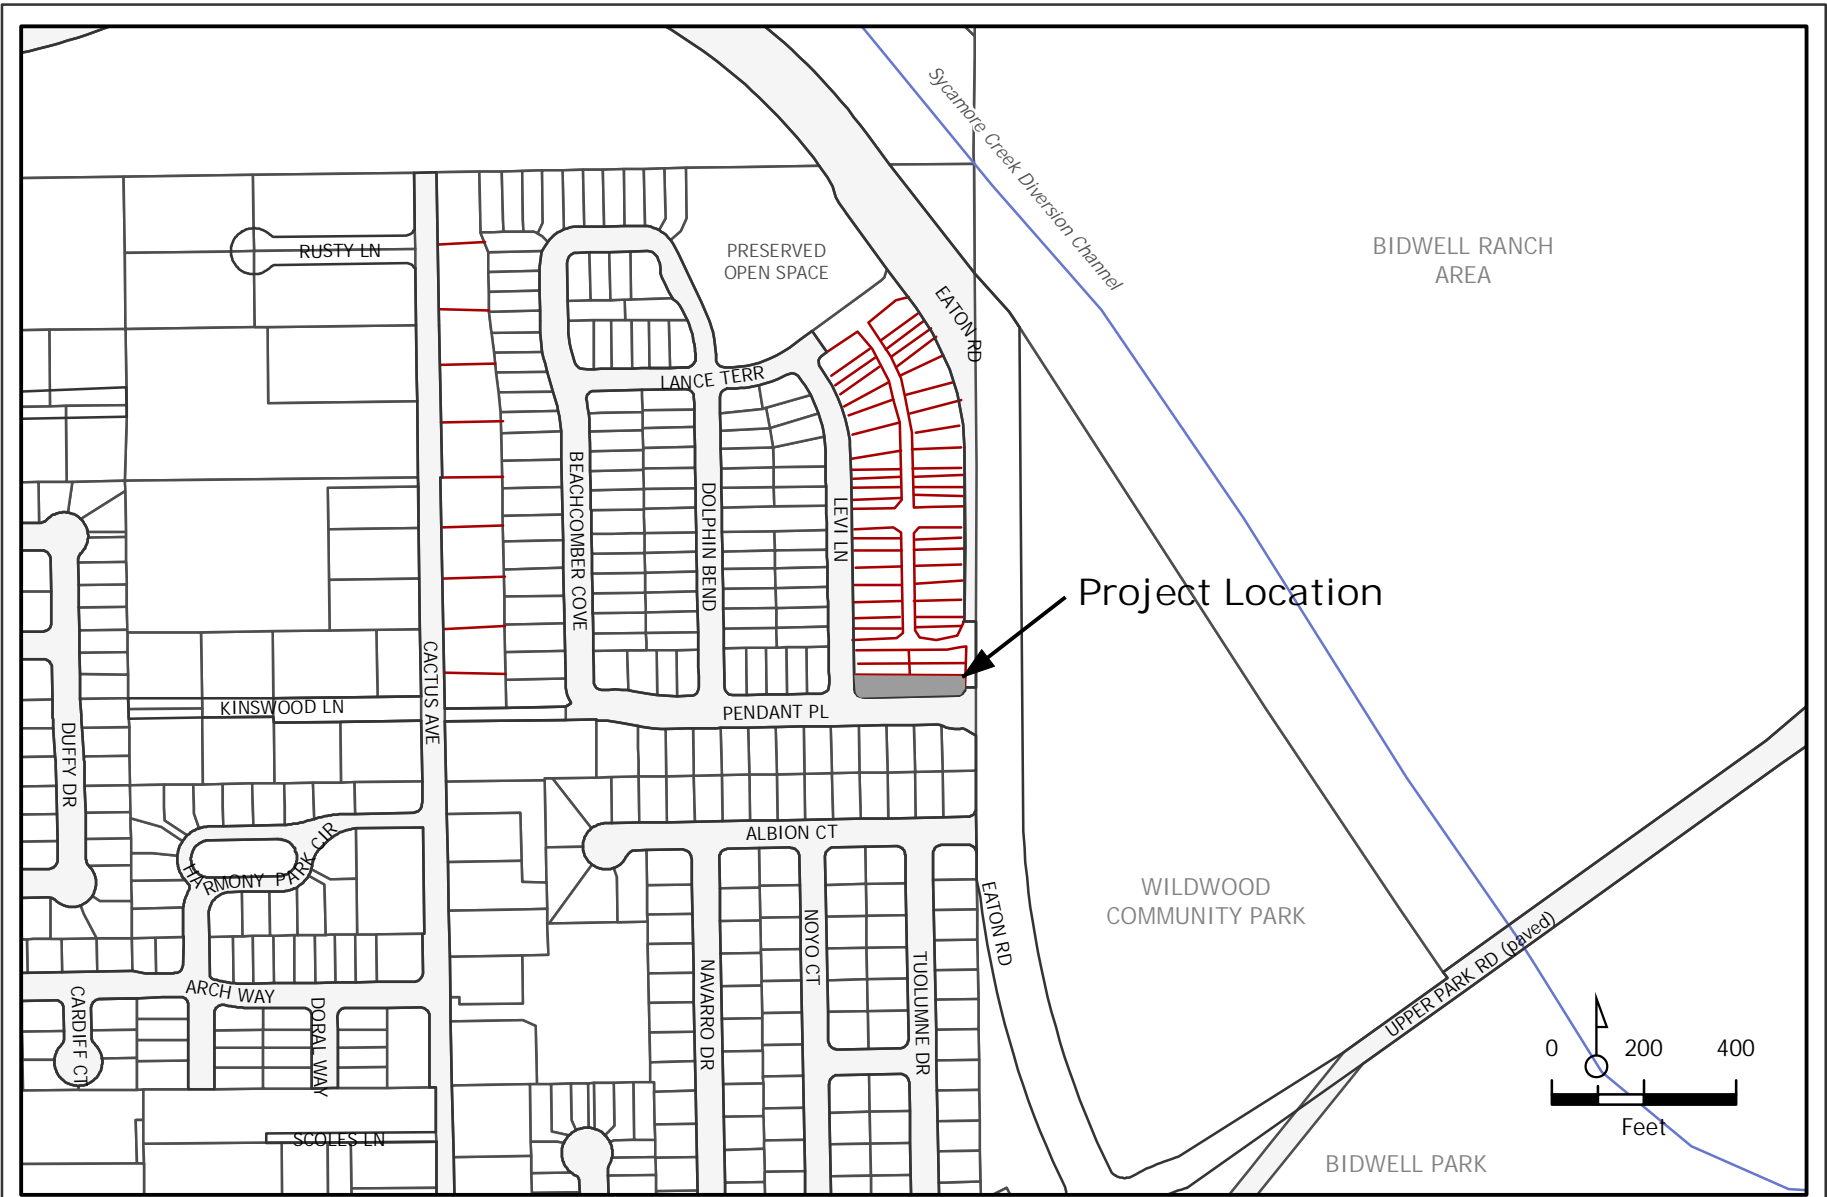 Sycamore Creek Diversion Channel
RUSTY LN
PRESERVED
OPEN SPACE
BIDWELL RANCH
AREA
EATON RD
LANCE TERR
BEACHCOMBER COVE
DOLPHIN BEND
LEVI LN
Project Location
CACTUS AVE
KINSWOOD LN
PENDANT PL
DUFFY DR
ALBION CT
HARMONY PARK CIR
WILDWOOD
COMMUNITY PARK
EATON RD
NOYO CT
NAVARRO DR
TUOLUMNE DR
UPPER PARK RD (paved)
ARCH WAY
CARDIFF CT
DORAL WAY
0 200 400
Feet
SCOLES LN
BIDWELL PARK